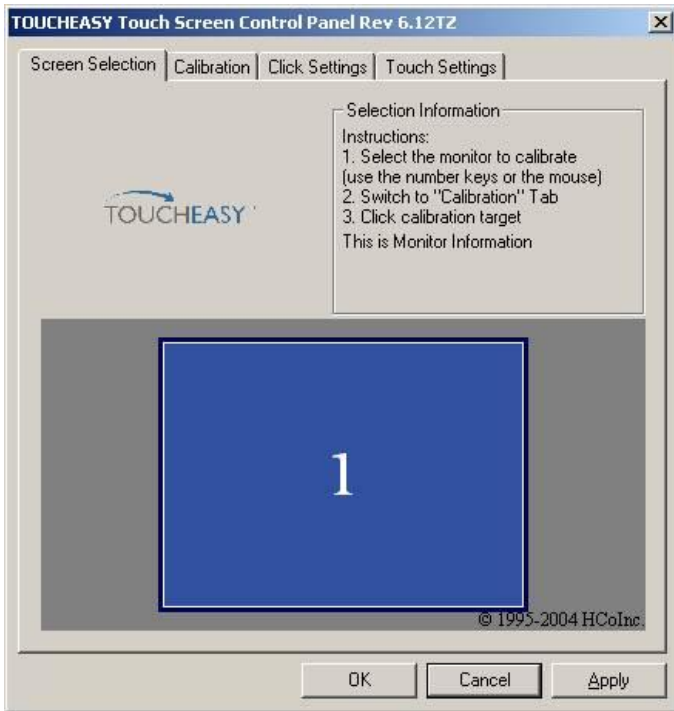 TOUCHEASY Touch Screen Control Panel Rev 6.12TZ
Screen Selection
Calibration
Click Settings
Touch Settings
Selection Information
Instructions:
1. Select the monitor to calibrate
(use the number keys or the mouse)
2. Switch to "Calibration" Tab
3. Click calibration target
This is Monitor Information
TOUCHEASY
1
© 1995-2004 HCoInc.
OK
Cancel
Apply